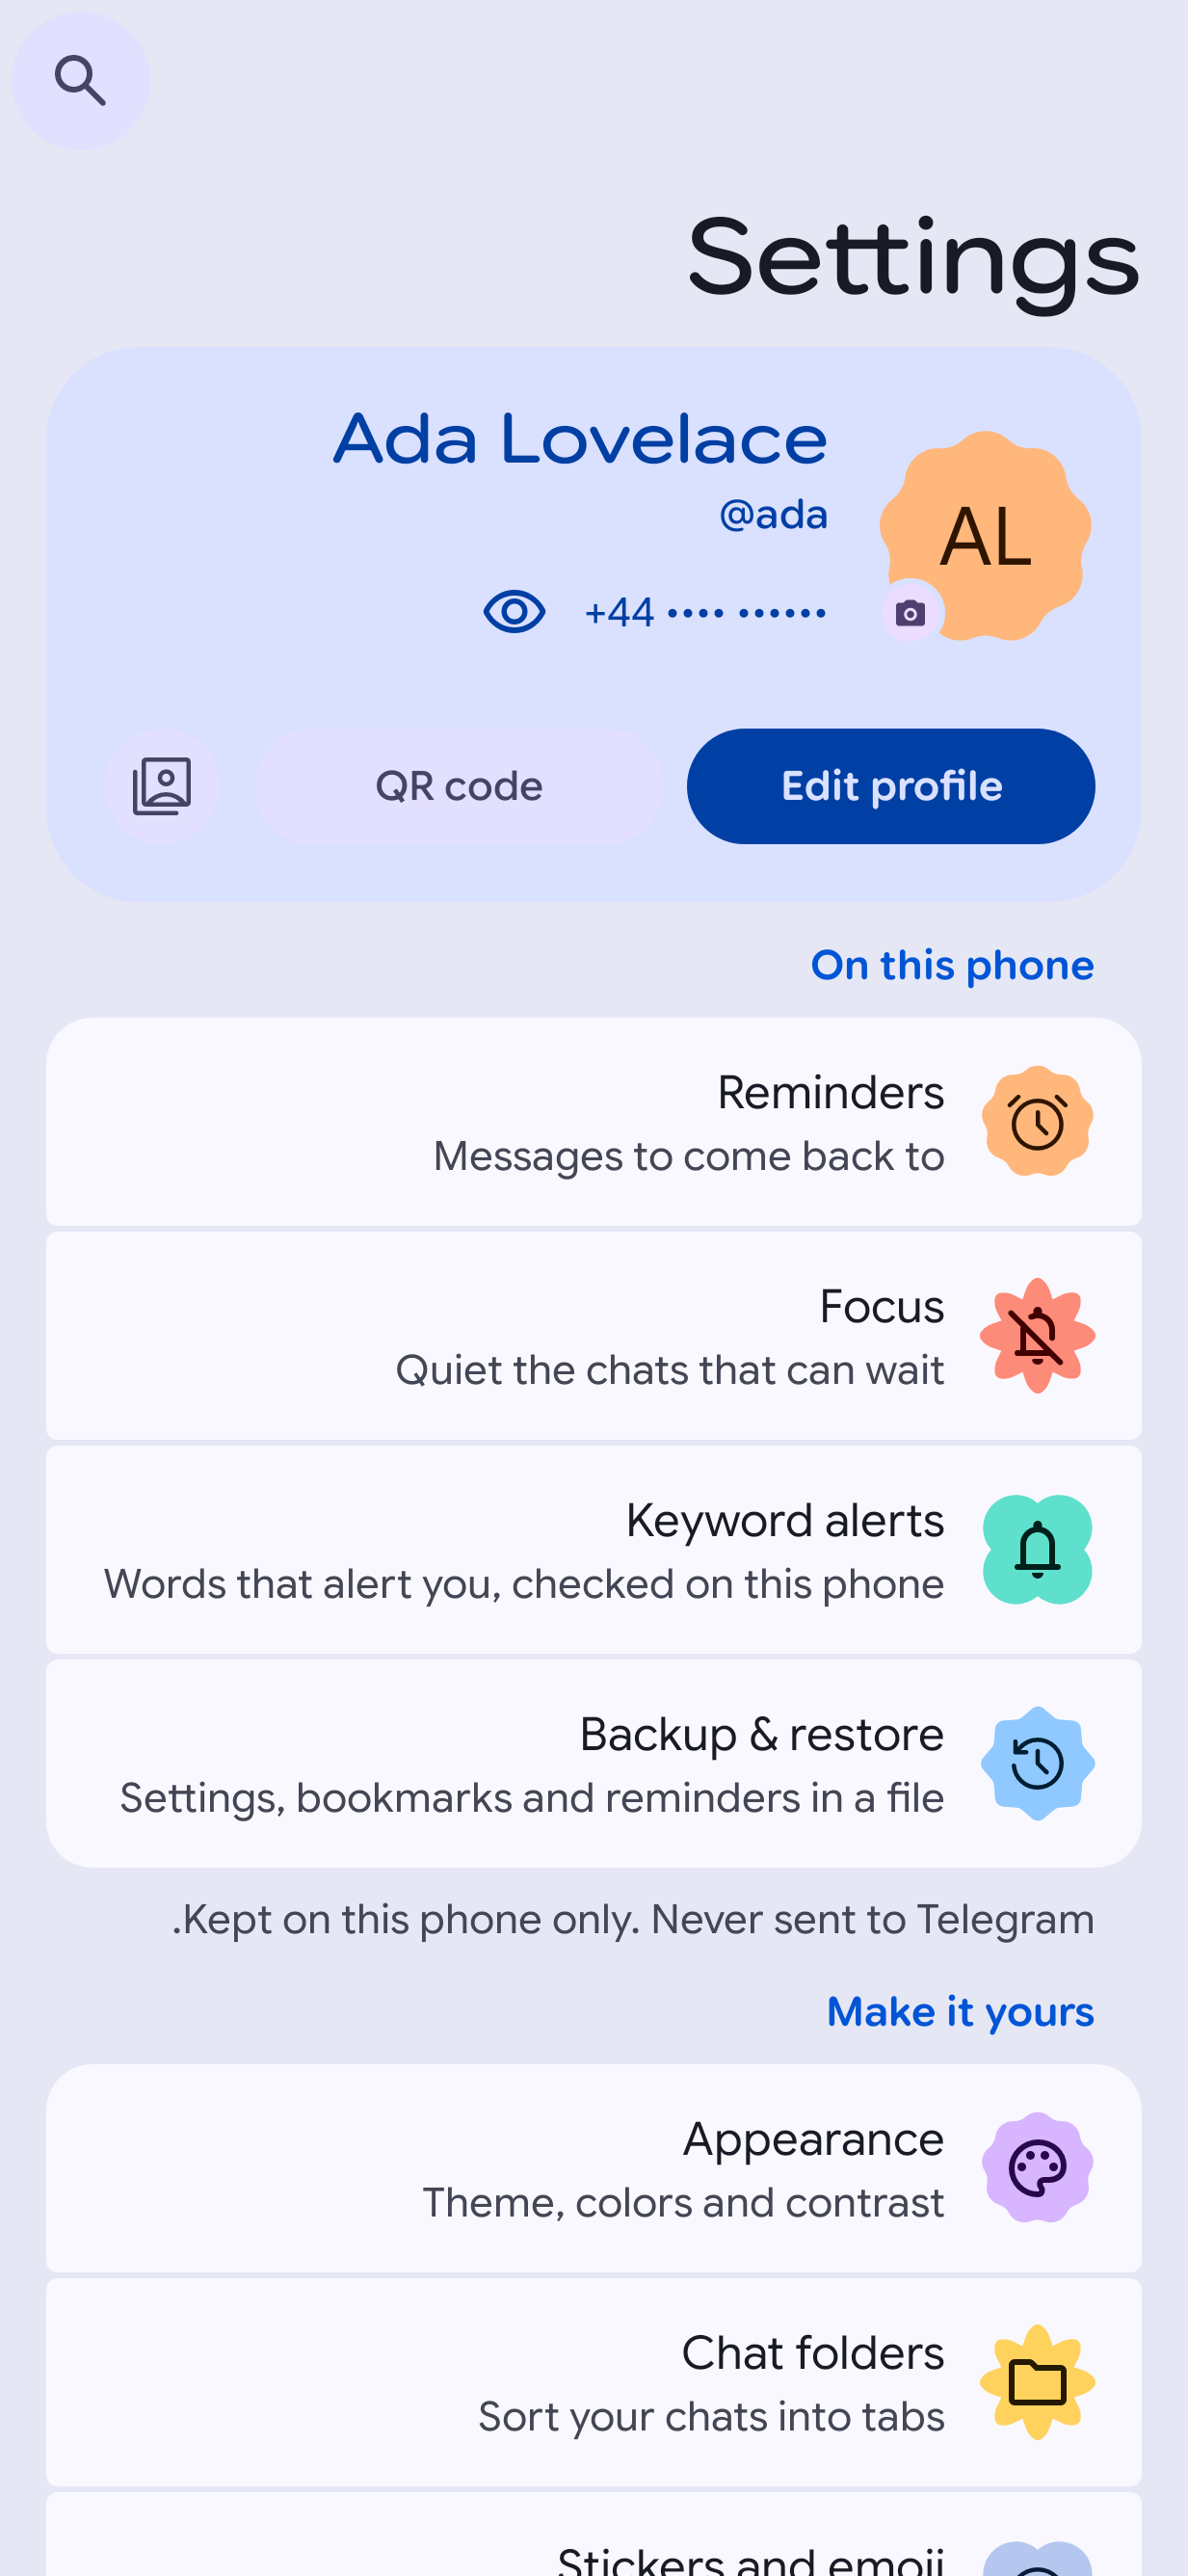 Settings
Ada Lovelace
@ada
+44 •••• ••••••
AL
Edit profile
QR code
On this phone
Reminders
Messages to come back to
Focus
Quiet the chats that can wait
Keyword alerts
Words that alert you, checked on this phone
Backup & restore
Settings, bookmarks and reminders in a file
.Kept on this phone only. Never sent to Telegram
Make it yours
Appearance
Theme, colors and contrast
Chat folders
Sort your chats into tabs
Stickers and emoji